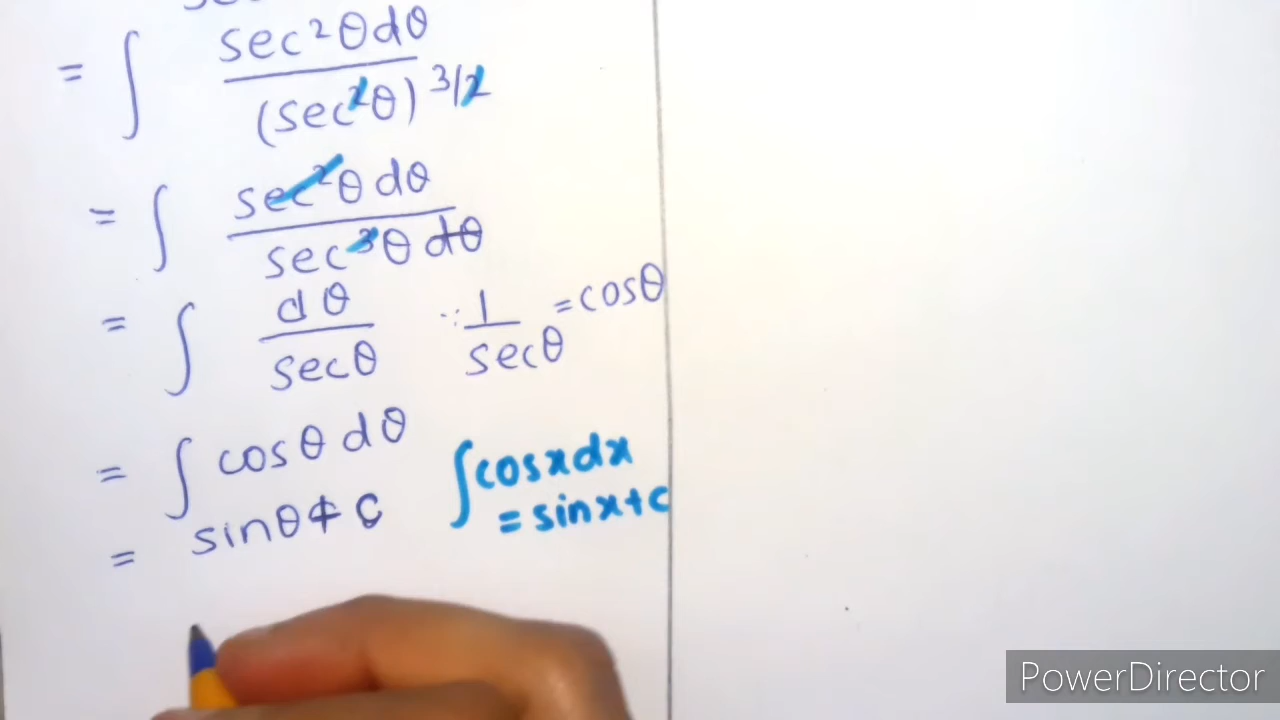 = ∫ sec²θdθ / (sec²θ)^3/2
= ∫ sec²θ dθ / sec³θ dθ
= ∫ dθ / secθ ∵ 1 / secθ = cosθ
= ∫ cosθ dθ
∫cosxdx
= sinx+c
= sinθ+c
PowerDirector